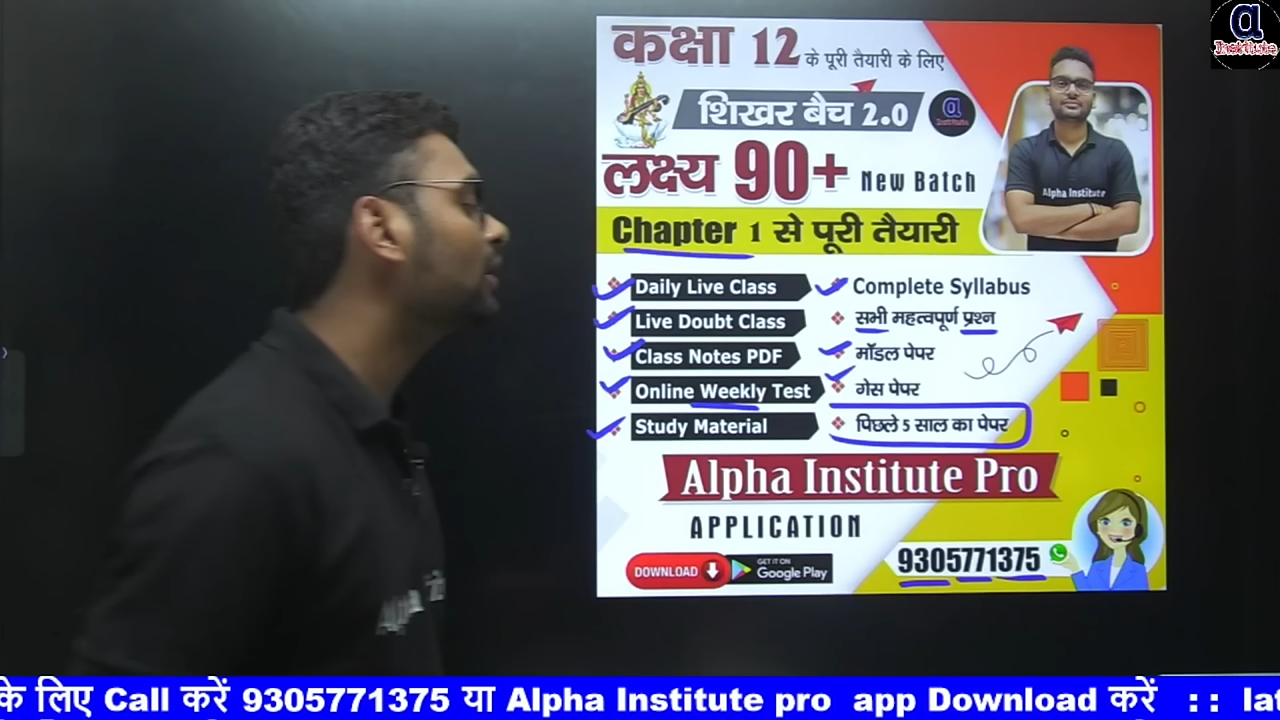 α
Institute
कक्षा 12 के पूरी तैयारी के लिए
शिखर बैच 2.0
α
Institute
लक्ष्य 90+ New Batch
Alpha Institute
Chapter 1 से पूरी तैयारी
Daily Live Class
Complete Syllabus
Live Doubt Class
सभी महत्वपूर्ण प्रश्न
Class Notes PDF
मॉडल पेपर
Online Weekly Test
गेस पेपर
Study Material
पिछले 5 साल का पेपर
Alpha Institute Pro
APPLICATION
DOWNLOAD
GET IT ON
Google Play
9305771375
के लिए Call करें 9305771375 या Alpha Institute pro app Download करें :: lat